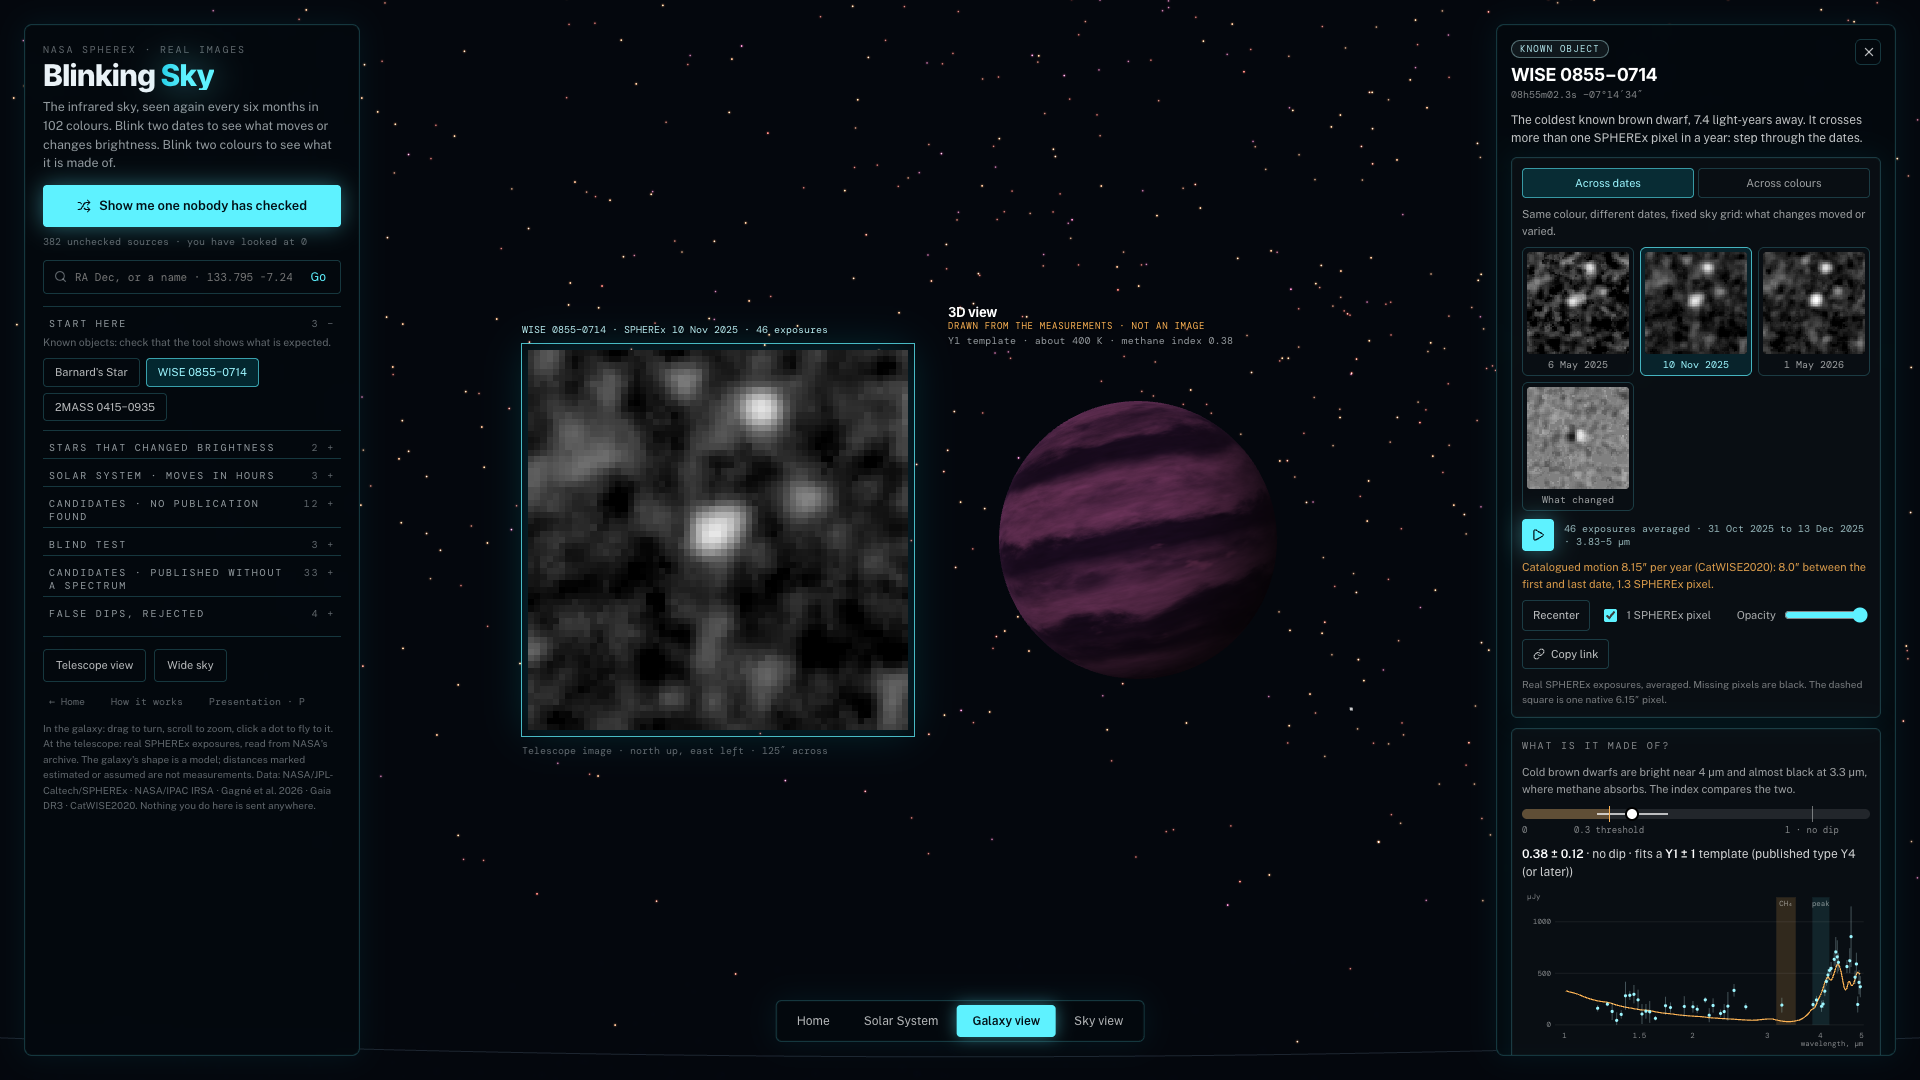 NASA SPHEREX · REAL IMAGES
Blinking Sky
The infrared sky, seen again every six months in
102 colours. Blink two dates to see what moves or
changes brightness. Blink two colours to see what
it is made of.
Show me one nobody has checked
382 unchecked sources · you have looked at 0
RA Dec, or a name · 133.795 -7.24 Go
START HERE 3 −
Known objects: check that the tool shows what is expected.
Barnard's Star
WISE 0855−0714
2MASS 0415−0935
STARS THAT CHANGED BRIGHTNESS 2 +
SOLAR SYSTEM · MOVES IN HOURS 3 +
CANDIDATES · NO PUBLICATION 12 +
FOUND
BLIND TEST 3 +
CANDIDATES · PUBLISHED WITHOUT 33 +
A SPECTRUM
FALSE DIPS, REJECTED 4 +
Telescope view
Wide sky
← Home How it works Presentation · P
In the galaxy: drag to turn, scroll to zoom, click a dot to fly to it.
At the telescope: real SPHEREx exposures, read from NASA's
archive. The galaxy's shape is a model; distances marked
estimated or assumed are not measurements. Data: NASA/JPL-
Caltech/SPHEREx · NASA/IPAC IRSA · Gagné et al. 2026 · Gaia
DR3 · CatWISE2020. Nothing you do here is sent anywhere.
WISE 0855−0714 · SPHEREx 10 Nov 2025 · 46 exposures
Telescope image · north up, east left · 125″ across
3D view
DRAWN FROM THE MEASUREMENTS · NOT AN IMAGE
Y1 template · about 400 K · methane index 0.38
Home
Solar System
Galaxy view
Sky view
KNOWN OBJECT
WISE 0855−0714
08h55m02.3s −07°14′34″
The coldest known brown dwarf, 7.4 light-years away. It crosses
more than one SPHEREx pixel in a year: step through the dates.
Across dates
Across colours
Same colour, different dates, fixed sky grid: what changes moved or
varied.
6 May 2025
10 Nov 2025
1 May 2026
What changed
46 exposures averaged · 31 Oct 2025 to 13 Dec 2025
· 3.83–5 µm
Catalogued motion 8.15″ per year (CatWISE2020): 8.0″ between the
first and last date, 1.3 SPHEREx pixel.
Recenter
1 SPHEREx pixel
Opacity
Copy link
Real SPHEREx exposures, averaged. Missing pixels are black. The dashed
square is one native 6.15″ pixel.
WHAT IS IT MADE OF?
Cold brown dwarfs are bright near 4 µm and almost black at 3.3 µm,
where methane absorbs. The index compares the two.
0 0.3 threshold 1 · no dip
0.38 ± 0.12 · no dip · fits a Y1 ± 1 template (published type Y4
(or later))
µJy
CH₄ peak
1000
500
0
1 1.5 2 3 4 5
wavelength, µm